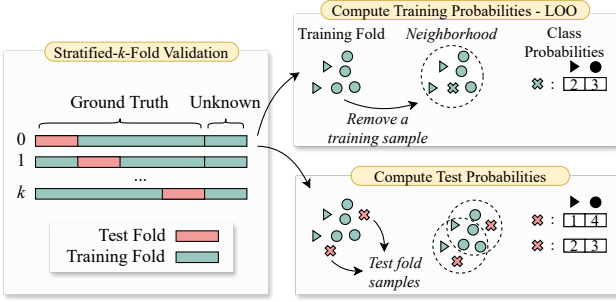 Stratified-k-Fold Validation
Ground Truth Unknown
0
1
...
k
Test Fold
Training Fold
Compute Training Probabilities - LOO
Training Fold
Neighborhood
Class
Probabilities
Remove a
training sample
: 2 3
Compute Test Probabilities
Test fold
samples
: 1 4
: 2 3